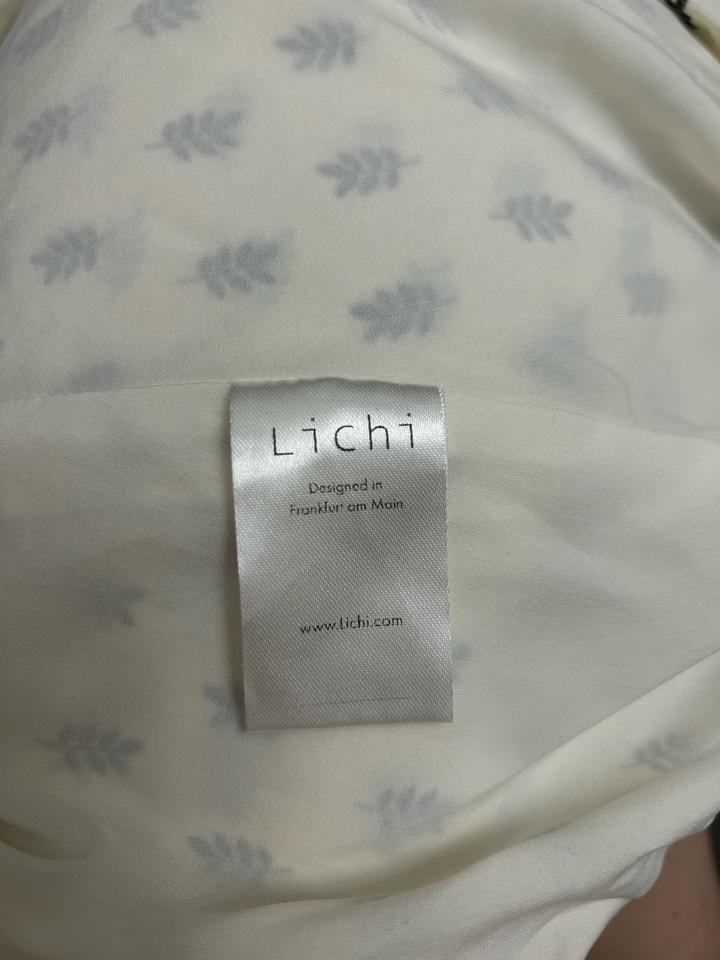 Lichi
Designed in
Frankfurt am Main
www.Lichi.com